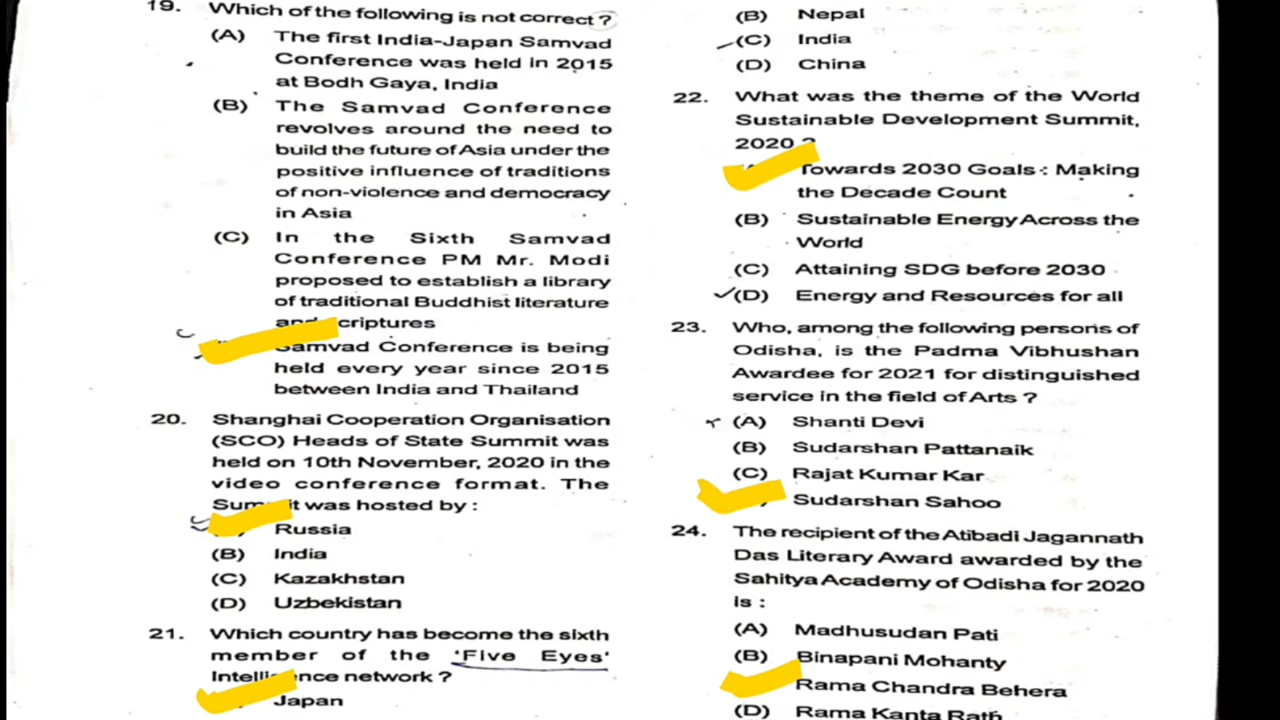 19. Which of the following is not correct ?
(A) The first India-Japan Samvad
Conference was held in 2015
at Bodh Gaya, India
(B) The Samvad Conference
revolves around the need to
build the future of Asia under the
positive influence of traditions
of non-violence and democracy
in Asia
(C) In the Sixth Samvad
Conference PM Mr. Modi
proposed to establish a library
of traditional Buddhist literature
and criptures
Samvad Conference is being
held every year since 2015
between India and Thailand
20. Shanghai Cooperation Organisation
(SCO) Heads of State Summit was
held on 10th November, 2020 in the
video conference format. The
was hosted by :
Russia
(B) India
(C) Kazakhstan
(D) Uzbekistan
21. Which country has become the sixth
member of the 'Five Eyes'
network ?
Japan
(B) Nepal
(C) India
(D) China
22. What was the theme of the World
Sustainable Development Summit,
2020 ?
Towards 2030 Goals : Making
the Decade Count
(B) Sustainable Energy Across the
World
(C) Attaining SDG before 2030
(D) Energy and Resources for all
23. Who, among the following persons of
Odisha, is the Padma Vibhushan
Awardee for 2021 for distinguished
service in the field of Arts ?
(A) Shanti Devi
(B) Sudarshan Pattanaik
(C) Rajat Kumar Kar
Sudarshan Sahoo
24. The recipient of the Atibadi Jagannath
Das Literary Award awarded by the
Sahitya Academy of Odisha for 2020
is :
(A) Madhusudan Pati
(B) Binapani Mohanty
Rama Chandra Behera
(D) Rama Kanta Rath